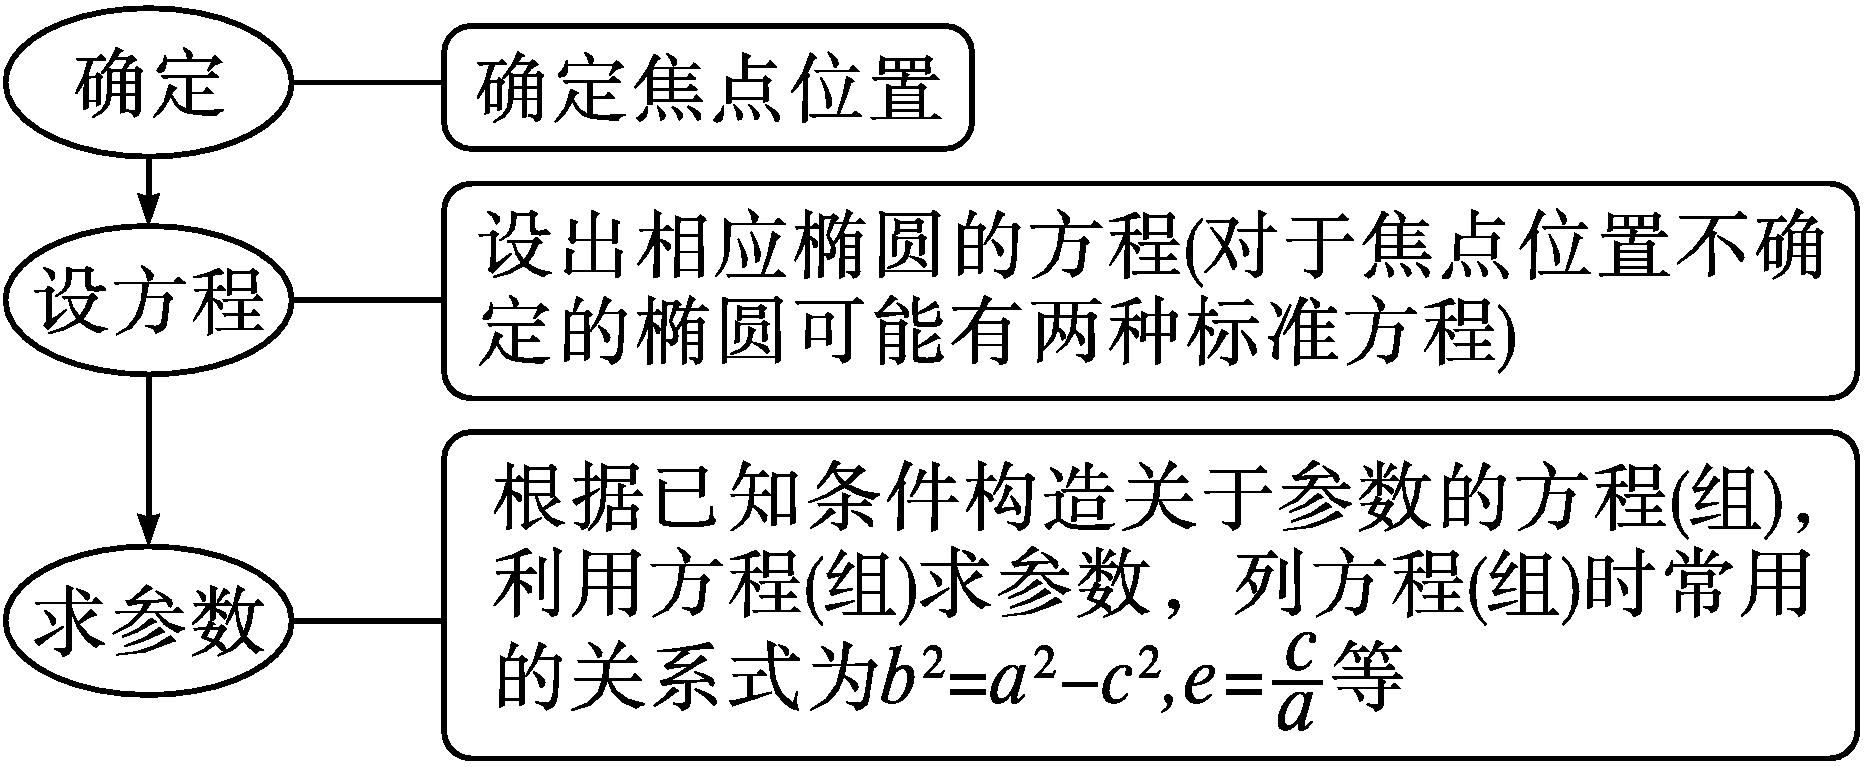 确定
确定焦点位置
设方程
设出相应椭圆的方程(对于焦点位置不确
定的椭圆可能有两种标准方程)
求参数
根据已知条件构造关于参数的方程(组),
利用方程(组)求参数，列方程(组)时常用
的关系式为b²=a²-c²,e=c/a等